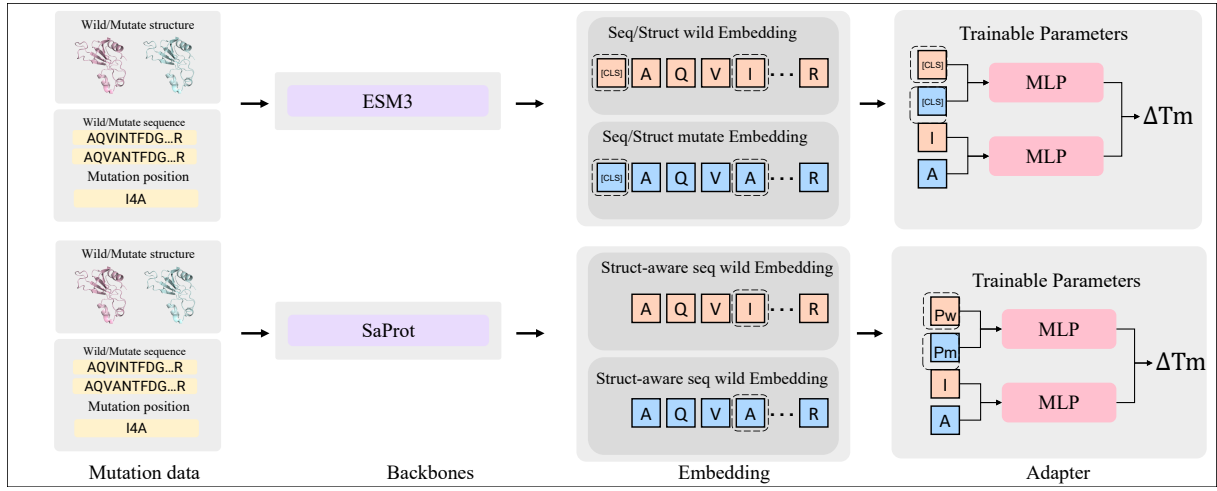 Wild/Mutate structure
Wild/Mutate sequence
AQVINTFDG...R
AQVANTFDG...R
Mutation position
I4A
ESM3
Seq/Struct wild Embedding
[CLS] A Q V I ... R
Seq/Struct mutate Embedding
[CLS] A Q V A ... R
Trainable Parameters
[CLS]
[CLS]
MLP
I
A
MLP
ΔTm
Wild/Mutate structure
Wild/Mutate sequence
AQVINTFDG...R
AQVANTFDG...R
Mutation position
I4A
SaProt
Struct-aware seq wild Embedding
A Q V I ... R
Struct-aware seq wild Embedding
A Q V A ... R
Trainable Parameters
Pw
Pm
MLP
I
A
MLP
ΔTm
Mutation data
Backbones
Embedding
Adapter